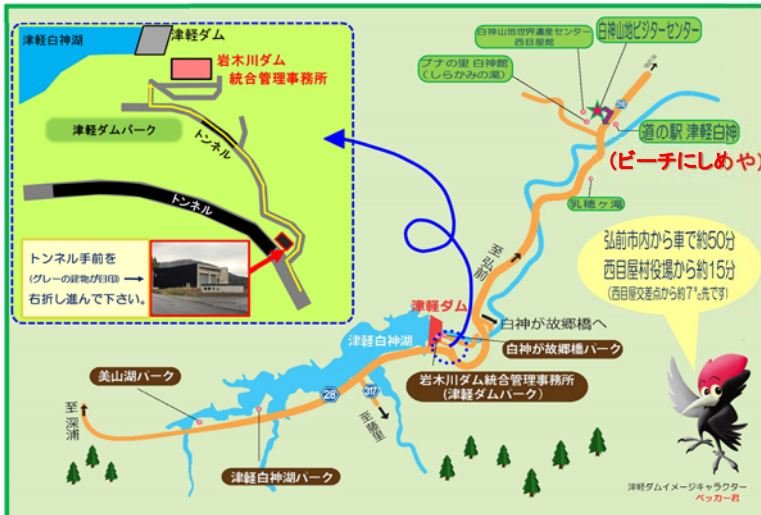 津軽白神湖
津軽ダム
岩木川ダム
統合管理事務所
津軽ダムパーク
トンネル
トンネル
トンネル手前を
(グレーの建物が目印)
右折し進んで下さい。
白神山地世界遺産センター
西目屋館
白神山地ビジターセンター
ブナの里 白神館
(しらかみの湯)
28
道の駅 津軽白神
(ビーチにしめや)
乳穂ヶ滝
至弘前
弘前市内から車で約50分
西目屋村役場から約15分
(西目屋交差点から約7㌔先です)
津軽ダム
白神が故郷橋へ
津軽白神湖
白神が故郷橋パーク
岩木川ダム統合管理事務所
(津軽ダムパーク)
美山湖パーク
28
317
至深浦
至藤里
津軽白神湖パーク
津軽ダムイメージキャラクター
ベッカー君